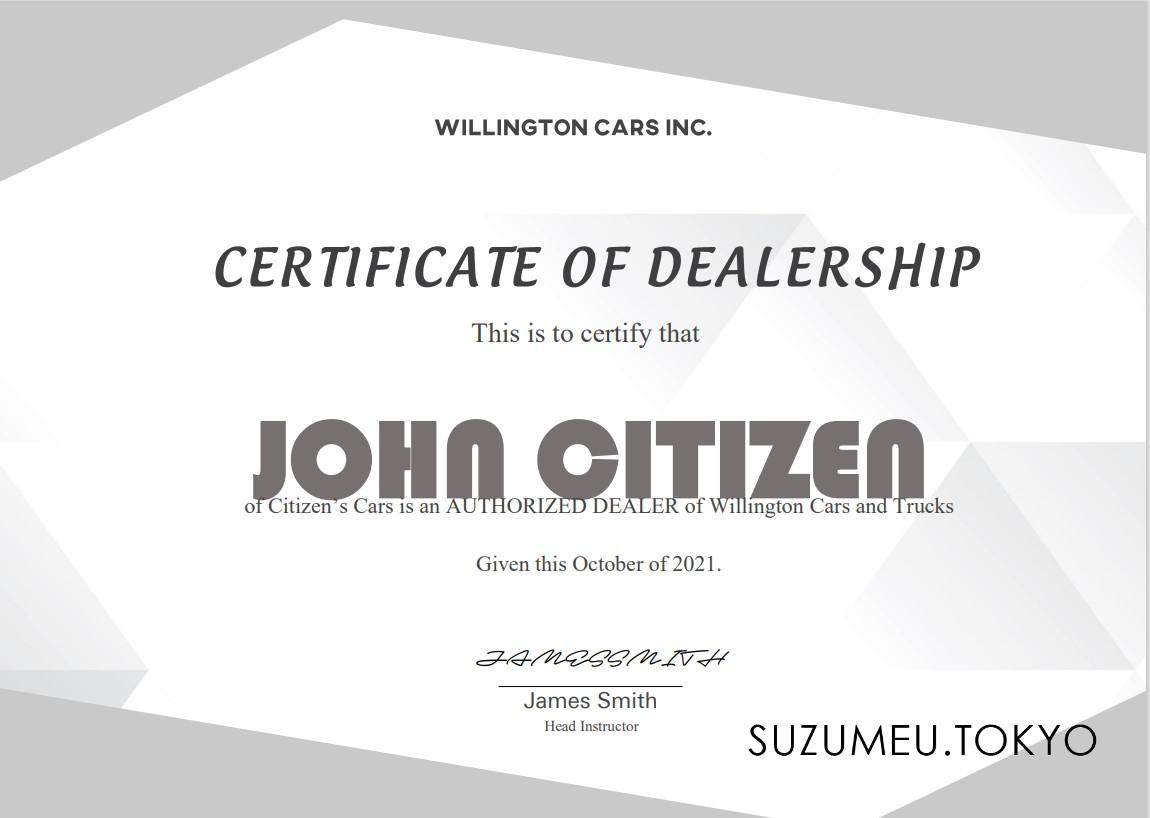 WILLINGTON CARS INC.
CERTIFICATE OF DEALERSHIP
This is to certify that
JOHN CITIZEN
of Citizen’s Cars is an AUTHORIZED DEALER of Willington Cars and Trucks
Given this October of 2021.
JAMESSMITH
James Smith
Head Instructor
SUZUMEU.TOKYO